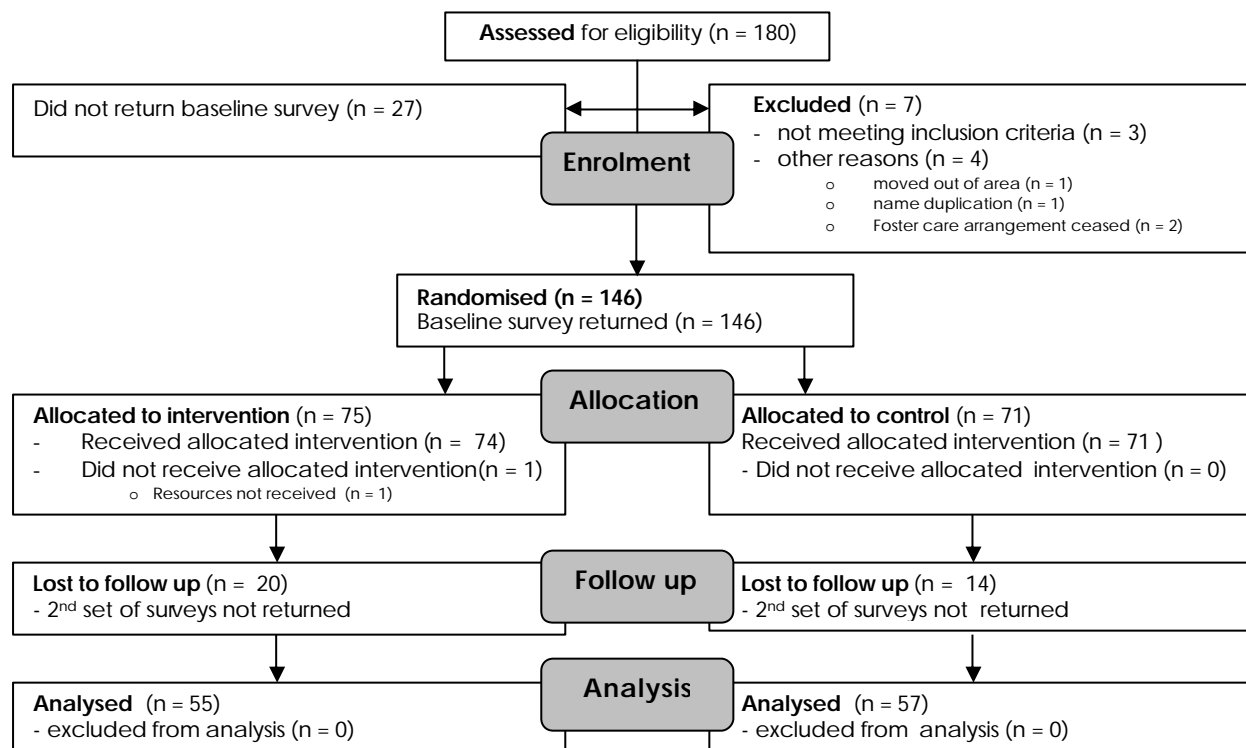 Assessed for eligibility (n = 180)
Did not return baseline survey (n = 27)
Excluded (n = 7)
- not meeting inclusion criteria (n = 3)
- other reasons (n = 4)
o moved out of area (n = 1)
o name duplication (n = 1)
o Foster care arrangement ceased (n = 2)
Enrolment
Randomised (n = 146)
Baseline survey returned (n = 146)
Allocation
Allocated to intervention (n = 75)
- Received allocated intervention (n = 74)
- Did not receive allocated intervention(n = 1)
o Resources not received (n = 1)
Allocated to control (n = 71)
Received allocated intervention (n = 71 )
- Did not receive allocated intervention (n = 0)
Follow up
Lost to follow up (n = 20)
- 2nd set of surveys not returned
Lost to follow up (n = 14)
- 2nd set of surveys not returned
Analysis
Analysed (n = 55)
- excluded from analysis (n = 0)
Analysed (n = 57)
- excluded from analysis (n = 0)